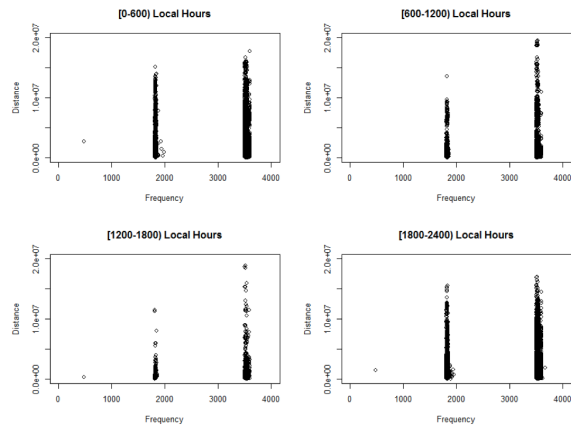 [0-600) Local Hours
[600-1200) Local Hours
Distance
0.0e+00 1.0e+07 2.0e+07
0 1000 2000 3000 4000
Frequency
Distance
0.0e+00 1.0e+07 2.0e+07
0 1000 2000 3000 4000
Frequency
[1200-1800) Local Hours
[1800-2400) Local Hours
Distance
0.0e+00 1.0e+07 2.0e+07
0 1000 2000 3000 4000
Frequency
Distance
0.0e+00 1.0e+07 2.0e+07
0 1000 2000 3000 4000
Frequency